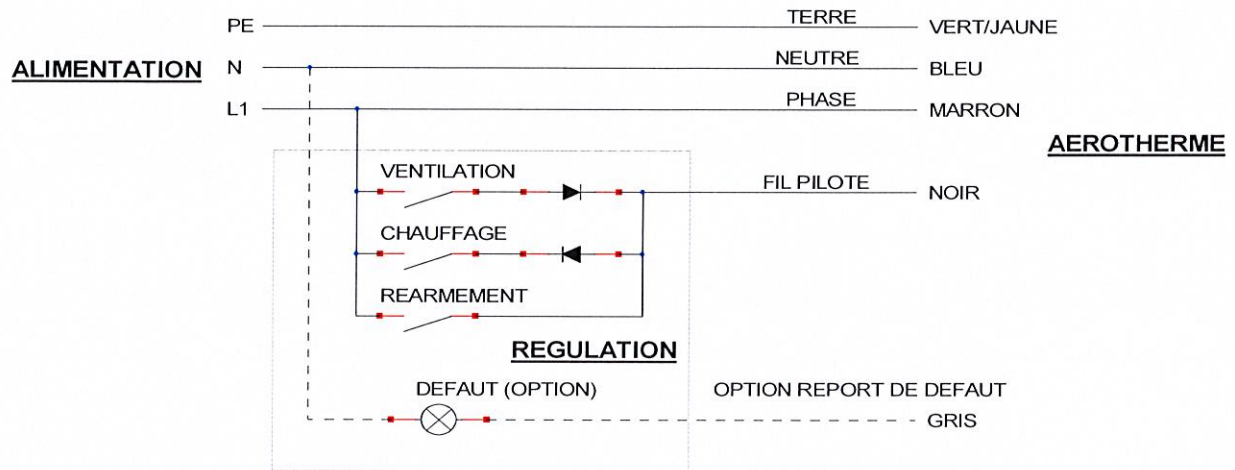 PE TERRE VERT/JAUNE
ALIMENTATION N NEUTRE BLEU
L1 PHASE MARRON
AEROTHERME
VENTILATION
FIL PILOTE NOIR
CHAUFFAGE
REARMEMENT
REGULATION
DEFAUT (OPTION) OPTION REPORT DE DEFAUT
GRIS